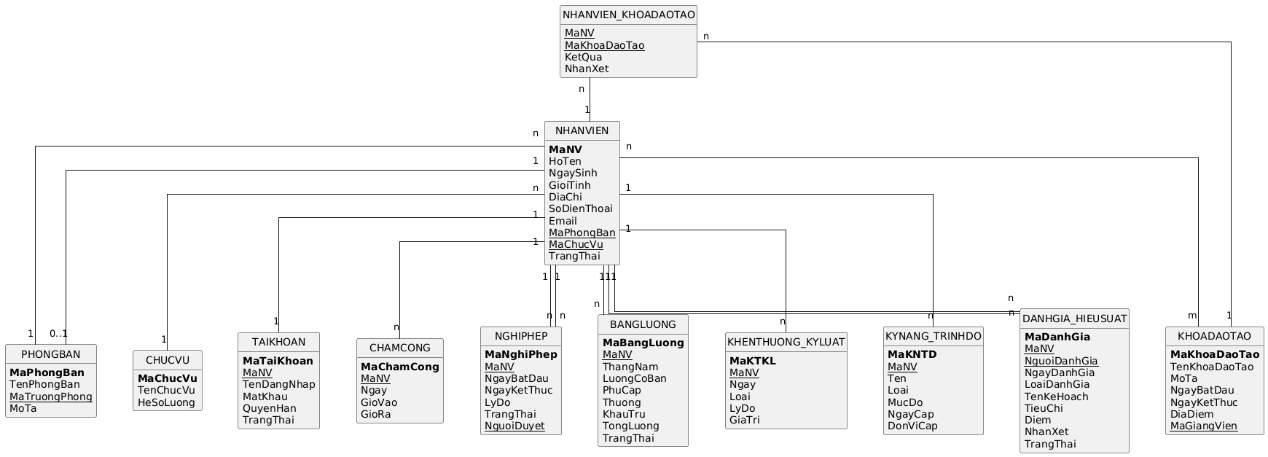 NHANVIEN_KHOADAOTAO
MaNV
MaKhoaDaoTao
KetQua
NhanXet
n
n
1
NHANVIEN
MaNV
HoTen
NgaySinh
GioiTinh
DiaChi
SoDienThoai
Email
MaPhongBan
MaChucVu
TrangThai
n
1
n
1
1
n
1
1
1
1
1
1
1
1
0..1
1
1
n
n
n
n
n
n
n
n
m
1
PHONGBAN
MaPhongBan
TenPhongBan
MaTruongPhong
MoTa
CHUCVU
MaChucVu
TenChucVu
HeSoLuong
TAIKHOAN
MaTaiKhoan
MaNV
TenDangNhap
MatKhau
QuyenHan
TrangThai
CHAMCONG
MaChamCong
MaNV
Ngay
GioVao
GioRa
NGHIPHEP
MaNghiPhep
MaNV
NgayBatDau
NgayKetThuc
LyDo
TrangThai
NguoiDuyet
BANGLUONG
MaBangLuong
MaNV
ThangNam
LuongCoBan
PhuCap
Thuong
KhauTru
TongLuong
TrangThai
KHENTHUONG_KYLUAT
MaKTKL
MaNV
Ngay
Loai
LyDo
GiaTri
KYNANG_TRINHDO
MaKNTD
MaNV
Ten
Loai
MucDo
NgayCap
DonViCap
DANHGIA_HIEUSUAT
MaDanhGia
MaNV
NguoiDanhGia
NgayDanhGia
LoaiDanhGia
TenKeHoach
TieuChi
Diem
NhanXet
TrangThai
KHOADAOTAO
MaKhoaDaoTao
TenKhoaDaoTao
MoTa
NgayBatDau
NgayKetThuc
DiaDiem
MaGiangVien